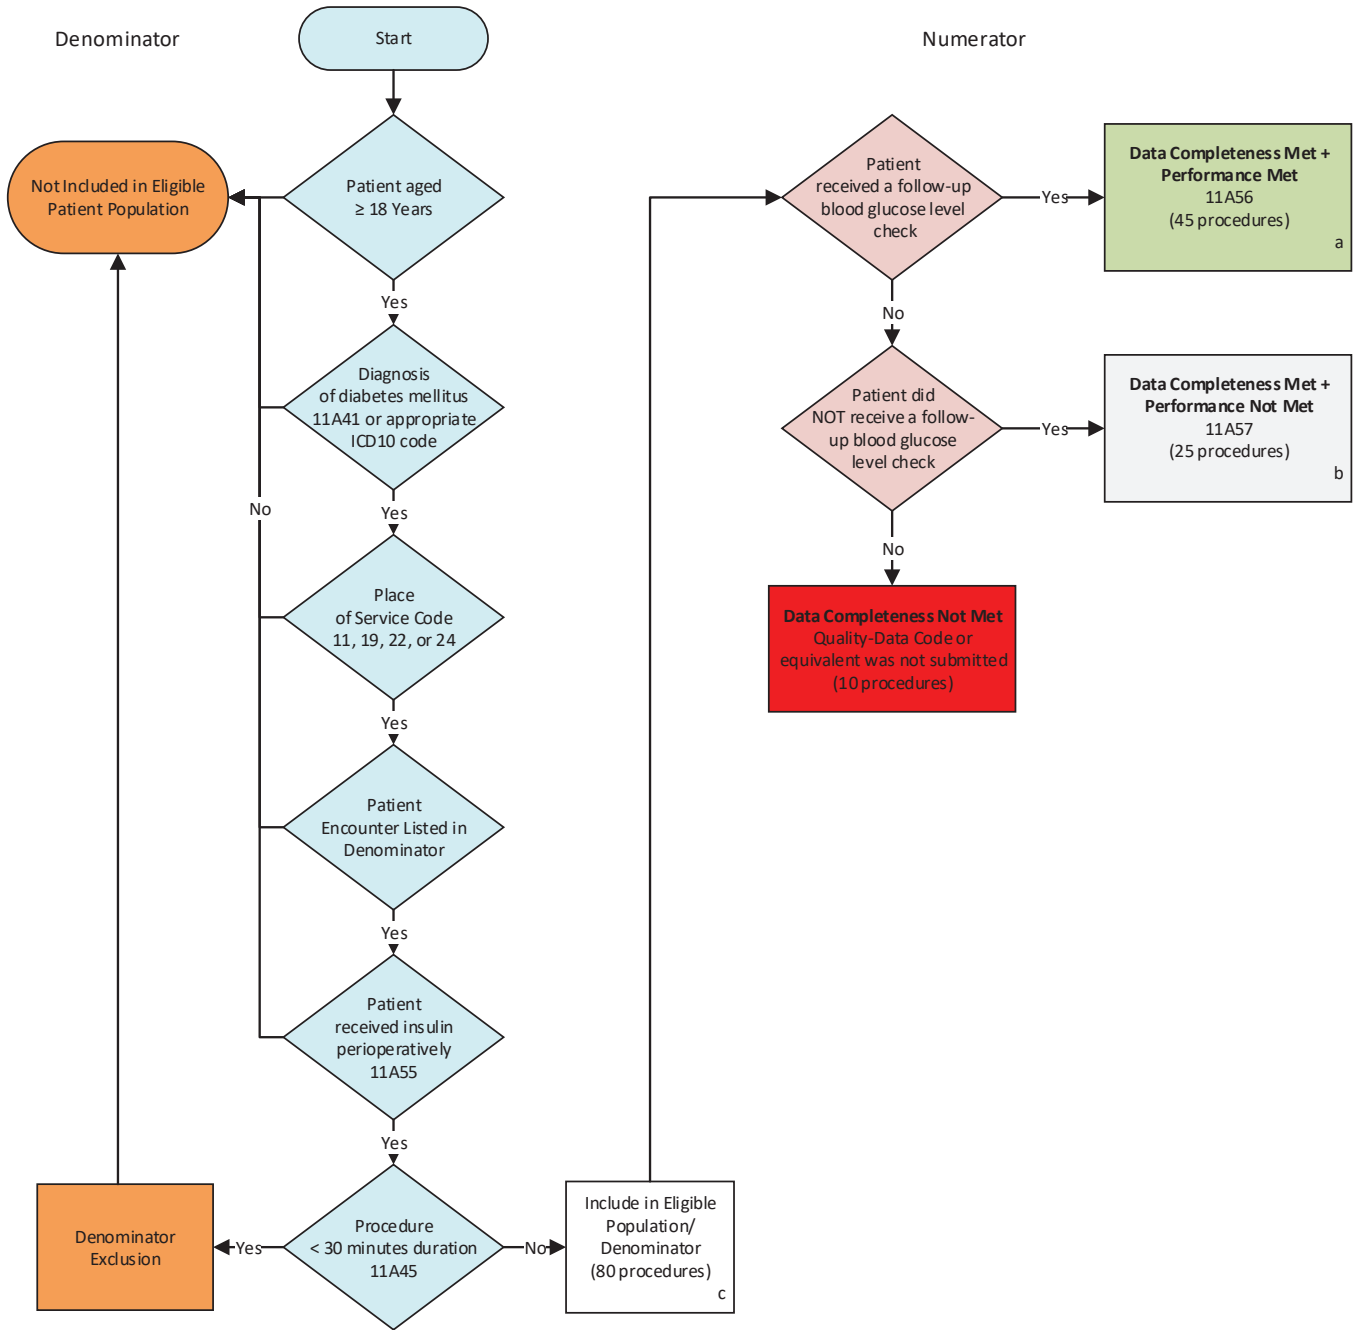 Denominator
Start
Numerator
Not Included in Eligible
Patient Population
Patient aged
≥ 18 Years
Yes
Diagnosis
of diabetes mellitus
11A41 or appropriate
ICD10 code
No
Yes
Place
of Service Code
11, 19, 22, or 24
Yes
Patient
Encounter Listed in
Denominator
Yes
Patient
received insulin
perioperatively
11A55
Yes
Procedure
< 30 minutes duration
11A45
Yes
Denominator
Exclusion
No
Include in Eligible
Population/
Denominator
(80 procedures)
c
Patient
received a follow-up
blood glucose level
check
Yes
Data Completeness Met +
Performance Met
11A56
(45 procedures)
a
No
Patient did
NOT receive a follow-
up blood glucose
level check
Yes
Data Completeness Met +
Performance Not Met
11A57
(25 procedures)
b
No
Data Completeness Not Met
Quality-Data Code or
equivalent was not submitted
(10 procedures)